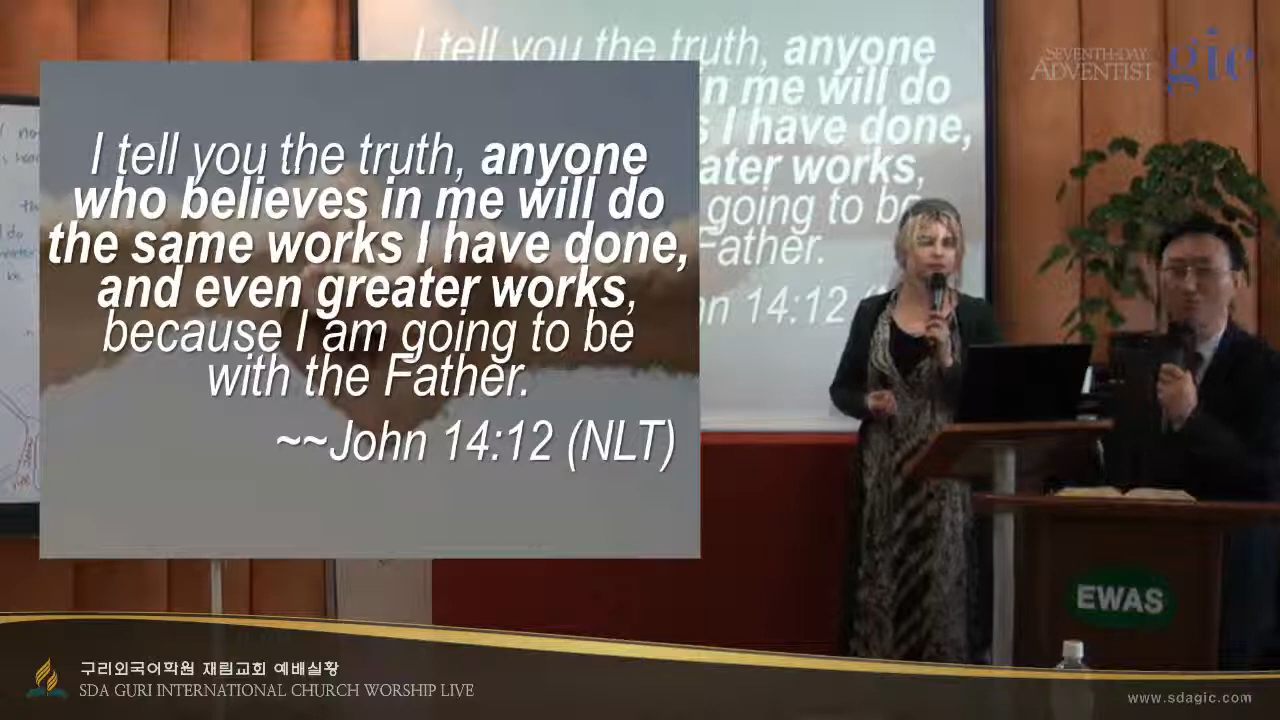 I tell you the truth, anyone
who believes in me will do
the same works I have done,
and even greater works,
because I am going to be
with the Father.
~~John 14:12 (NLT)
I tell you the truth, anyone
in me will do
I have done,
ater works,
going to be
Father.
14:12
SEVENTH-DAY
ADVENTIST
gic
EWAS
구리외국어학원 재림교회 예배실황
SDA GURI INTERNATIONAL CHURCH WORSHIP LIVE
www.sdagic.com